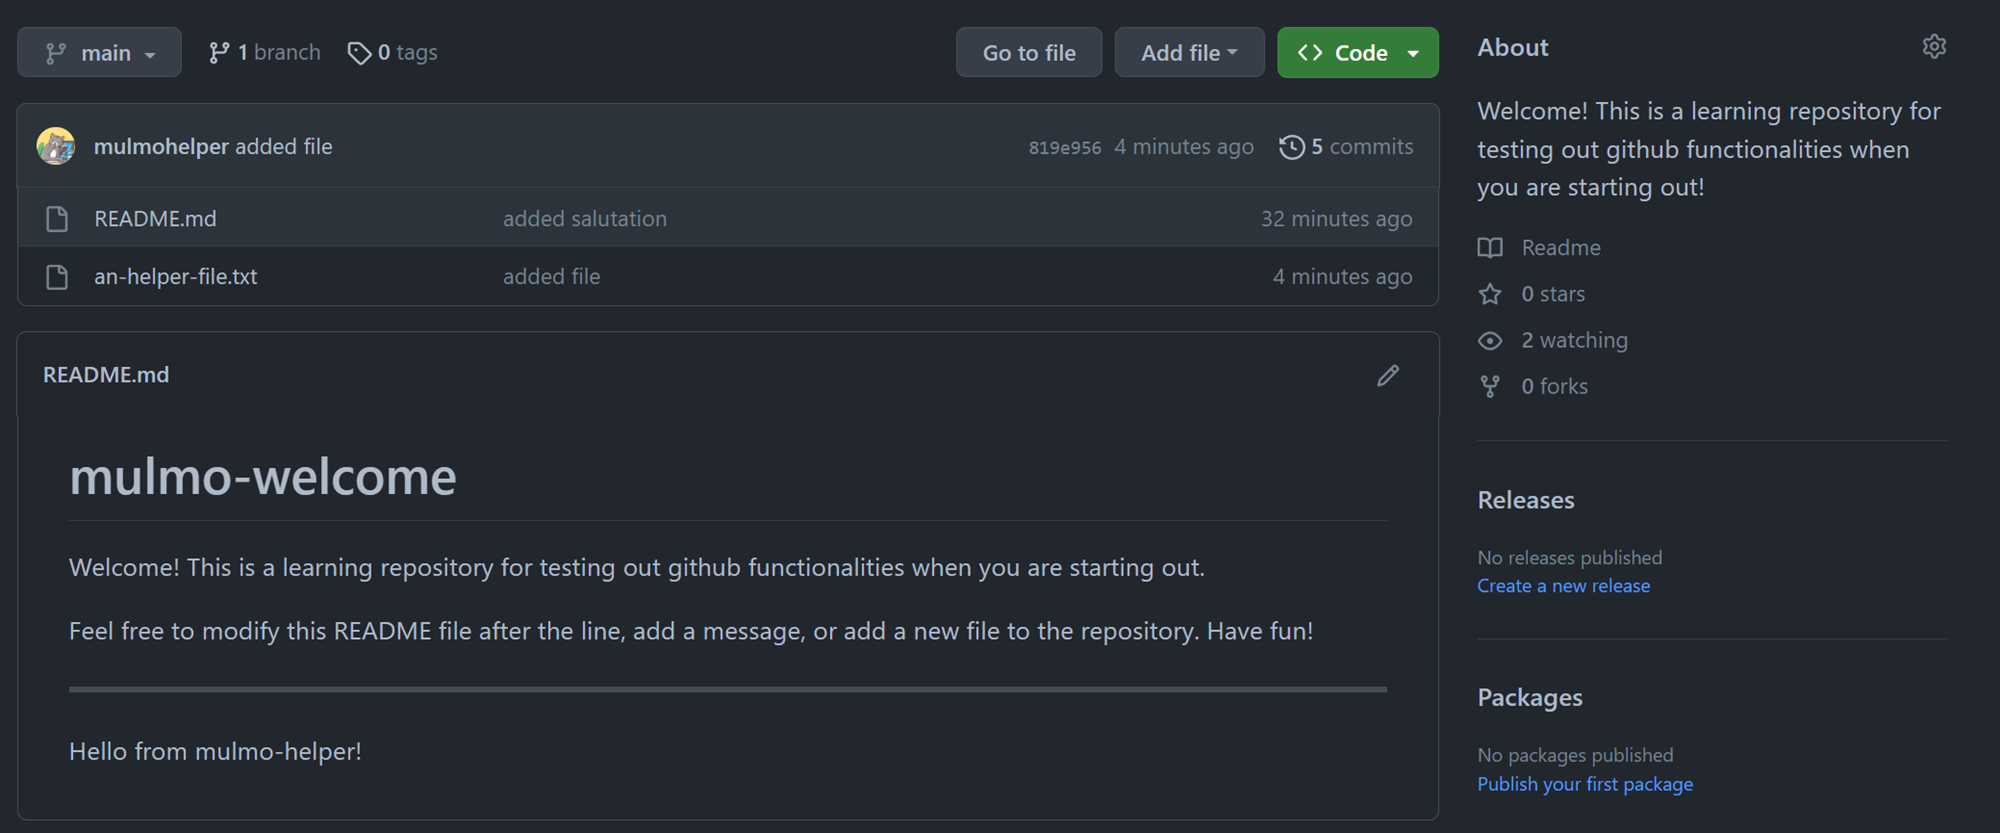 main
1 branch
0 tags
Go to file
Add file
Code
mulmohelper added file
819e956 4 minutes ago
5 commits
README.md added salutation 32 minutes ago
an-helper-file.txt added file 4 minutes ago
README.md
mulmo-welcome
Welcome! This is a learning repository for testing out github functionalities when you are starting out.
Feel free to modify this README file after the line, add a message, or add a new file to the repository. Have fun!
Hello from mulmo-helper!
About
Welcome! This is a learning repository for
testing out github functionalities when
you are starting out!
Readme
0 stars
2 watching
0 forks
Releases
No releases published
Create a new release
Packages
No packages published
Publish your first package